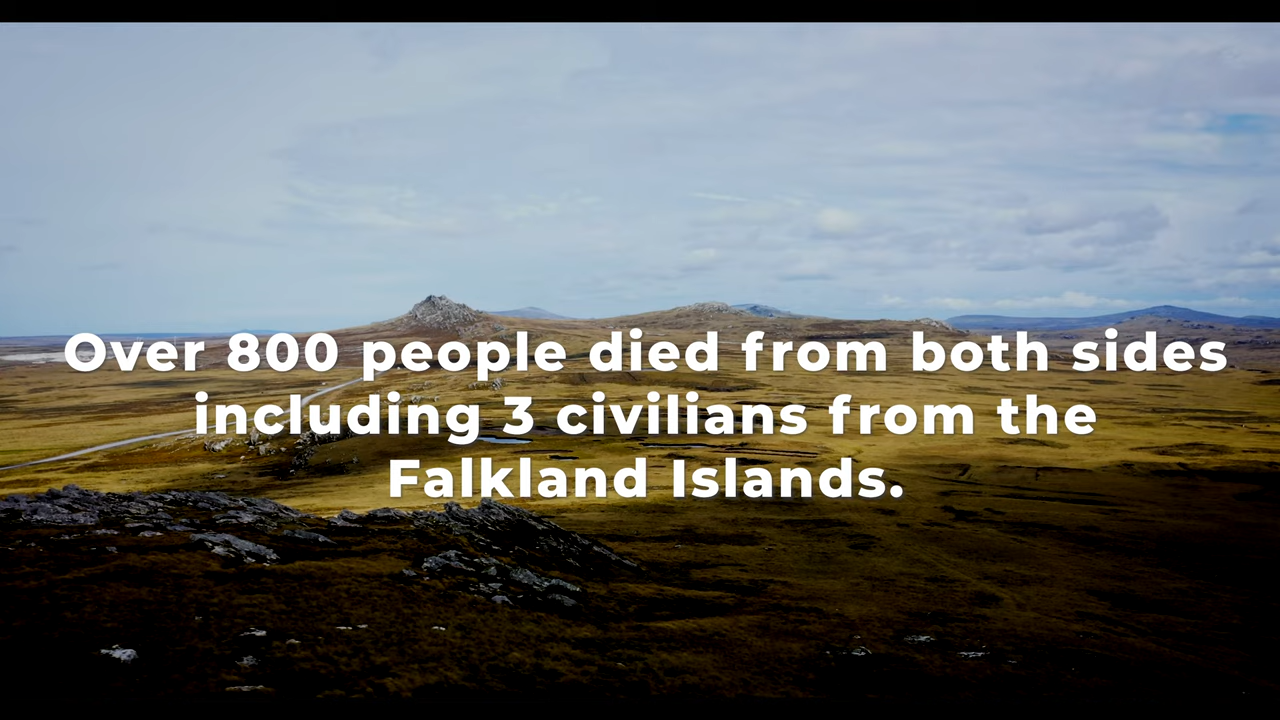 Over 800 people died from both sides
including 3 civilians from the
Falkland Islands.